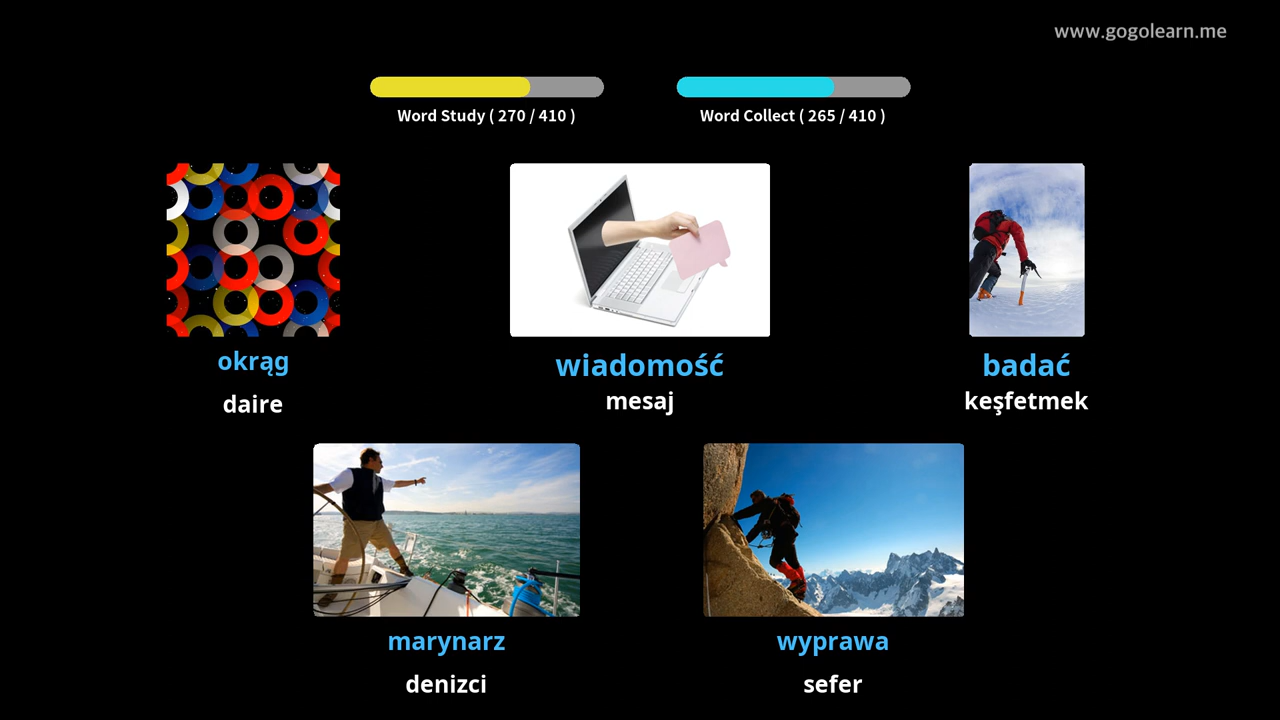 www.gogolearn.me
Word Study ( 270 / 410 )
Word Collect ( 265 / 410 )
okrąg
daire
wiadomość
mesaj
badać
keşfetmek
marynarz
denizci
wyprawa
sefer